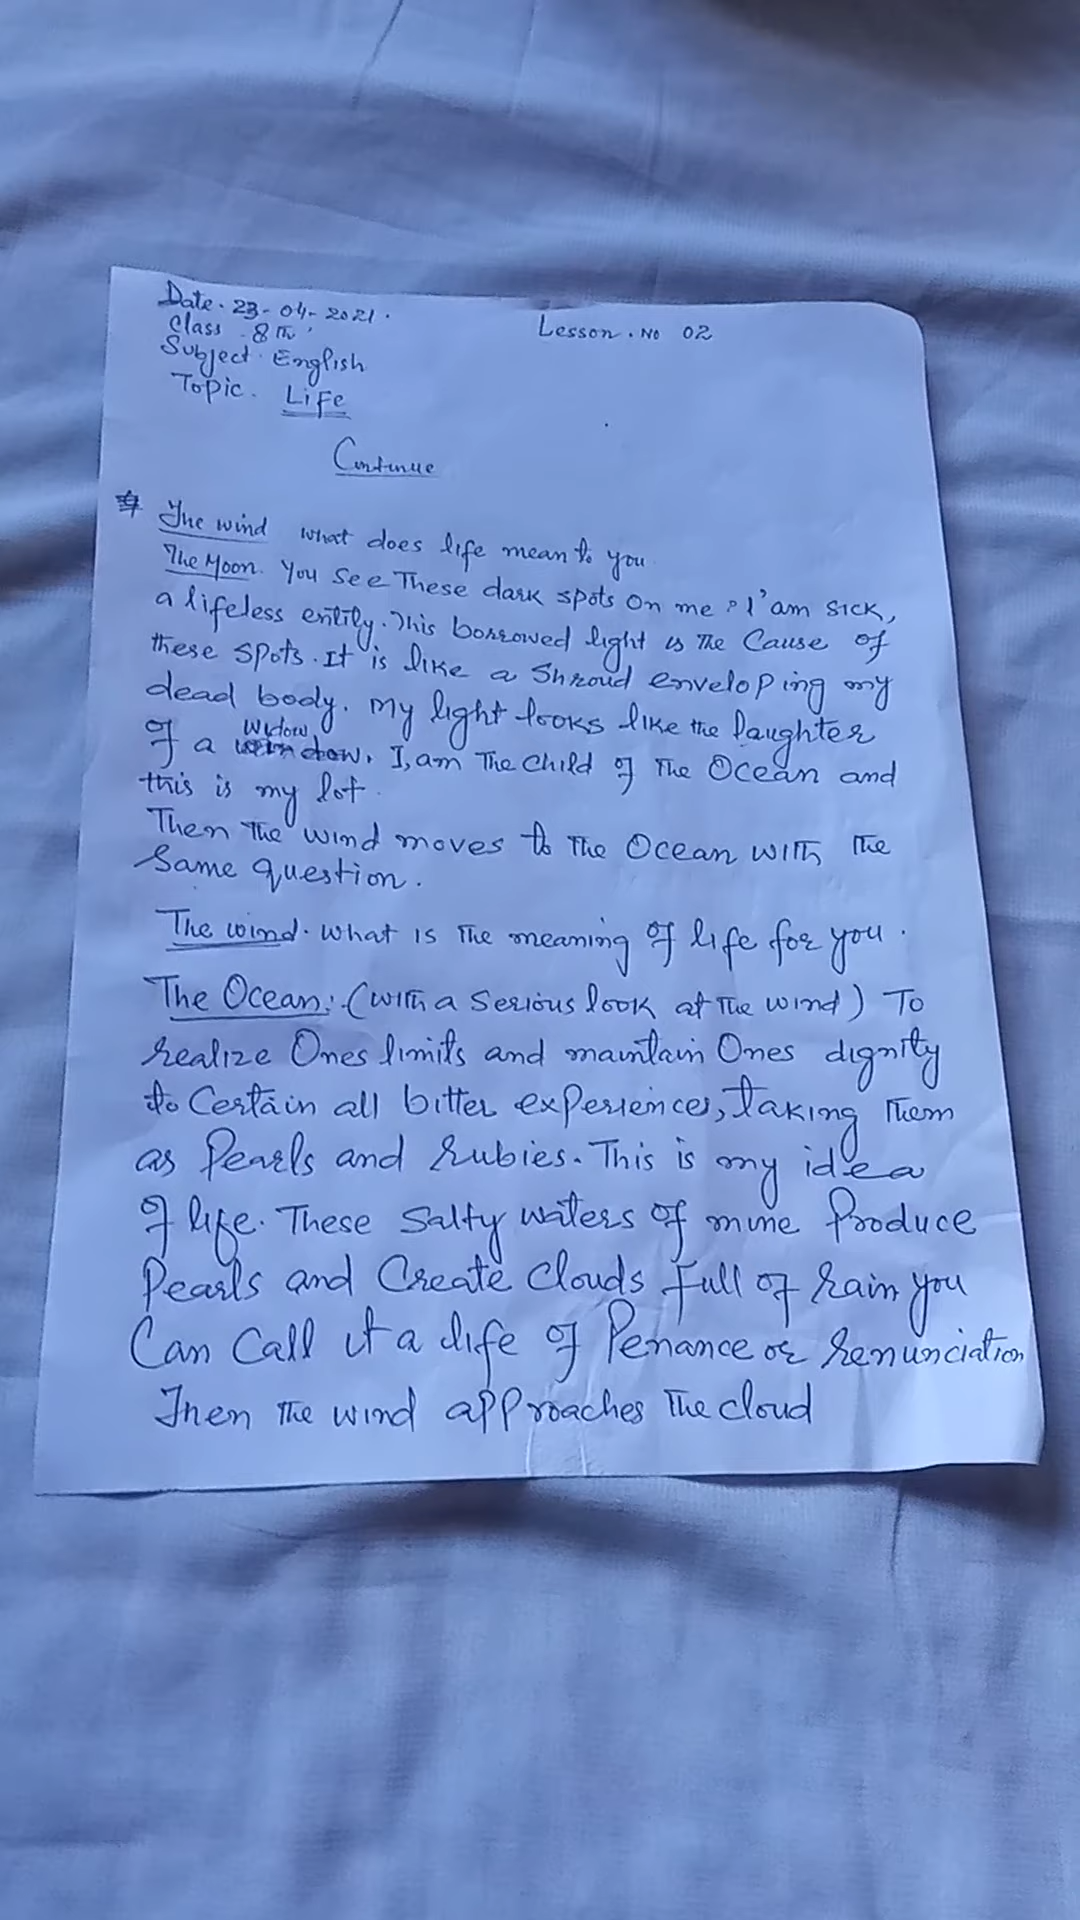 Date. 23-04-2021.
Class 8th
Lesson. No 02
Subject. English
Topic. Life
Continue
The wind what does life mean to you
The Moon. You see These dark spots on me I'am sick,
a lifeless entity. This borrowed light is The Cause of
these spots. It is like a Shroud enveloping my
dead body. My light looks like the laughter
of a widow. I, am The Child of The Ocean and
this is my lot.
Then The wind moves to The Ocean with The
Same question.
The wind. what is The meaning of life for you.
The Ocean:- (with a Serious look at The wind) To
realize Ones limits and maintain Ones dignity
to Certain all bitter experiences, taking Them
as Pearls and rubies. This is my idea
of life. These Salty waters of mine Produce
Pearls and Create Clouds full of rain you
Can Call it a life of Penance or renunciation
Then The wind approaches The cloud